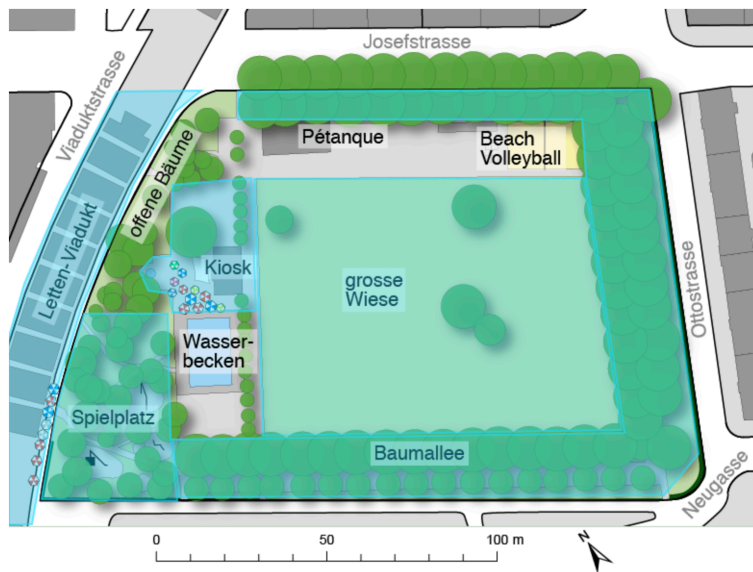 Josefstrasse
Viaduktstrasse
Pétanque
Beach
Volleyball
offene Bäume
Letten-Viadukt
Kiosk
grosse
Wiese
Ottostrasse
Wasser-
becken
Spielplatz
Baumallee
Neugasse
0 50 100 m
N